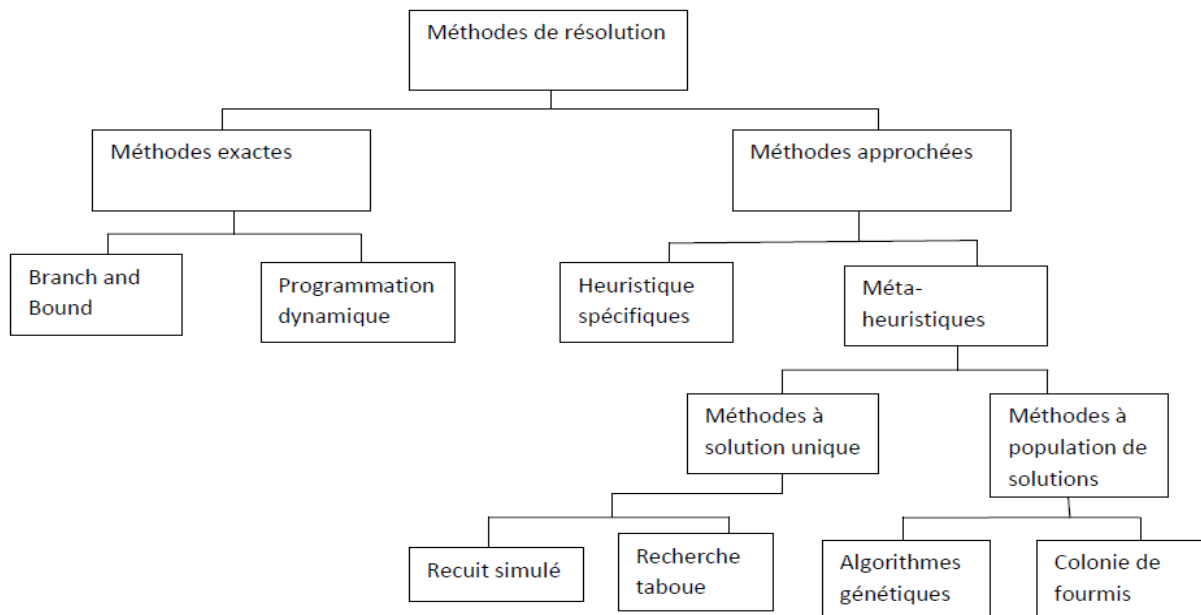 Méthodes de résolution
Méthodes exactes
Méthodes approchées
Branch and
Bound
Programmation
dynamique
Heuristique
spécifiques
Méta-
heuristiques
Méthodes à
solution unique
Méthodes à
population de
solutions
Recuit simulé
Recherche
taboue
Algorithmes
génétiques
Colonie de
fourmis